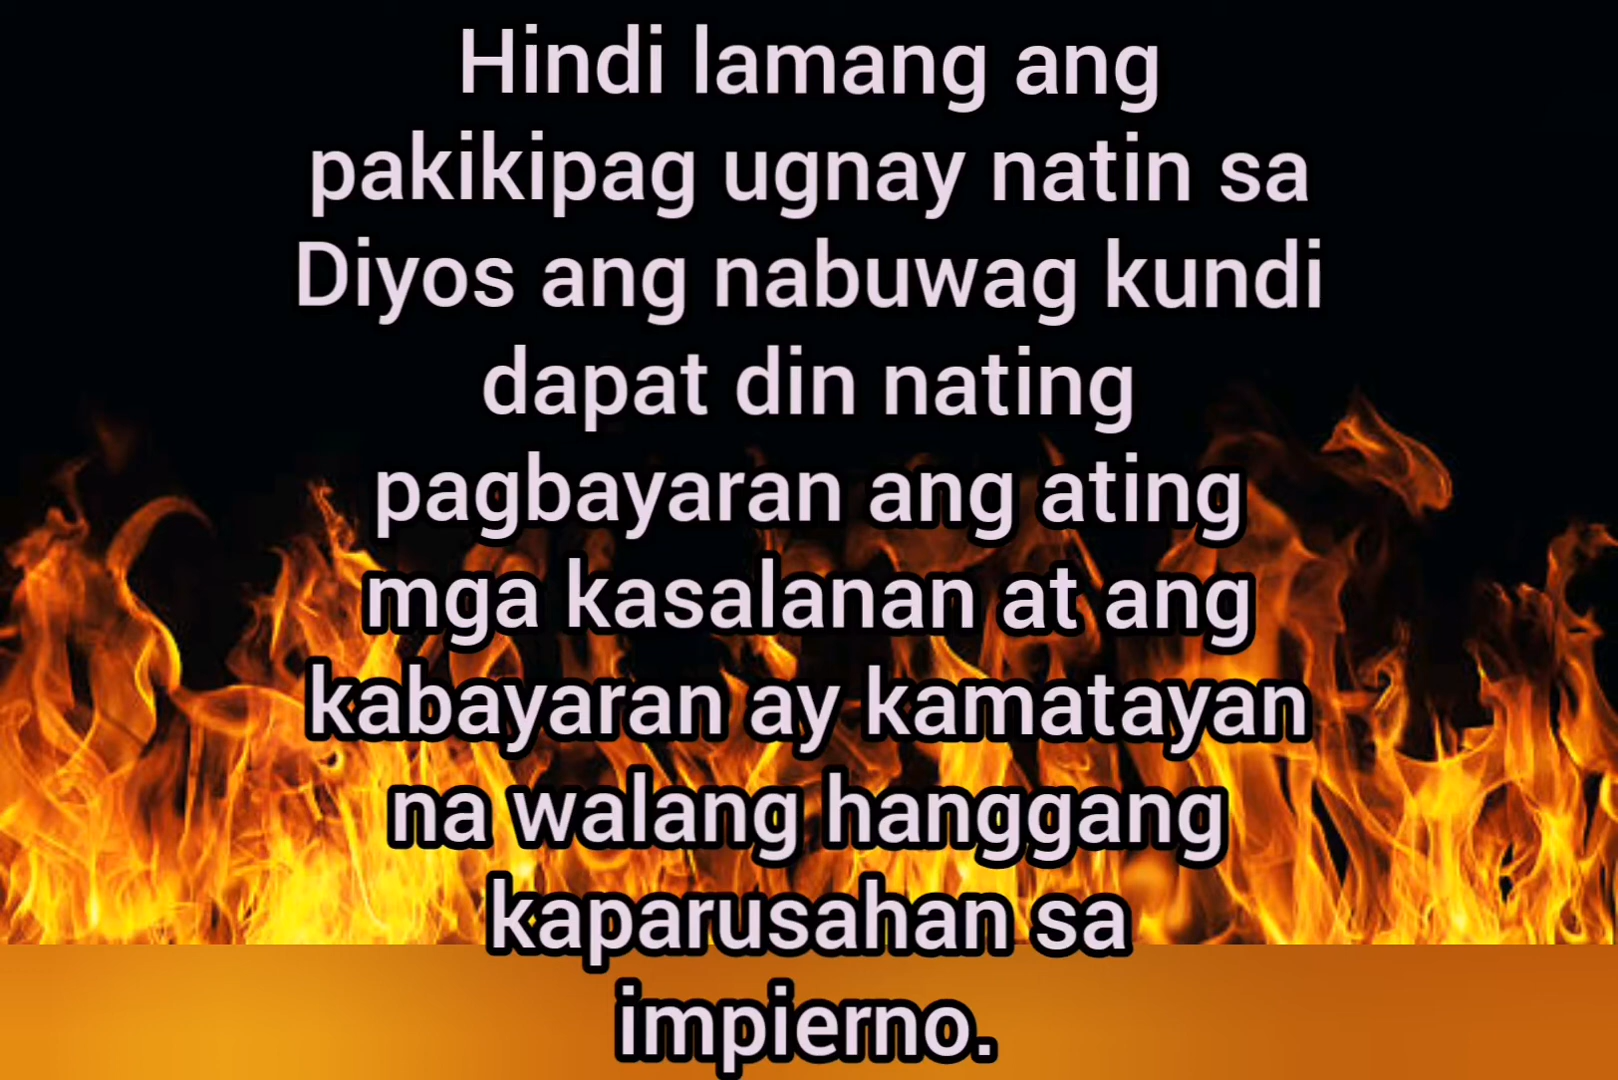 Hindi lamang ang
pakikipag ugnay natin sa
Diyos ang nabuwag kundi
dapat din nating
pagbayaran ang ating
mga kasalanan at ang
kabayaran ay kamatayan
na walang hanggang
kaparusahan sa
impierno.